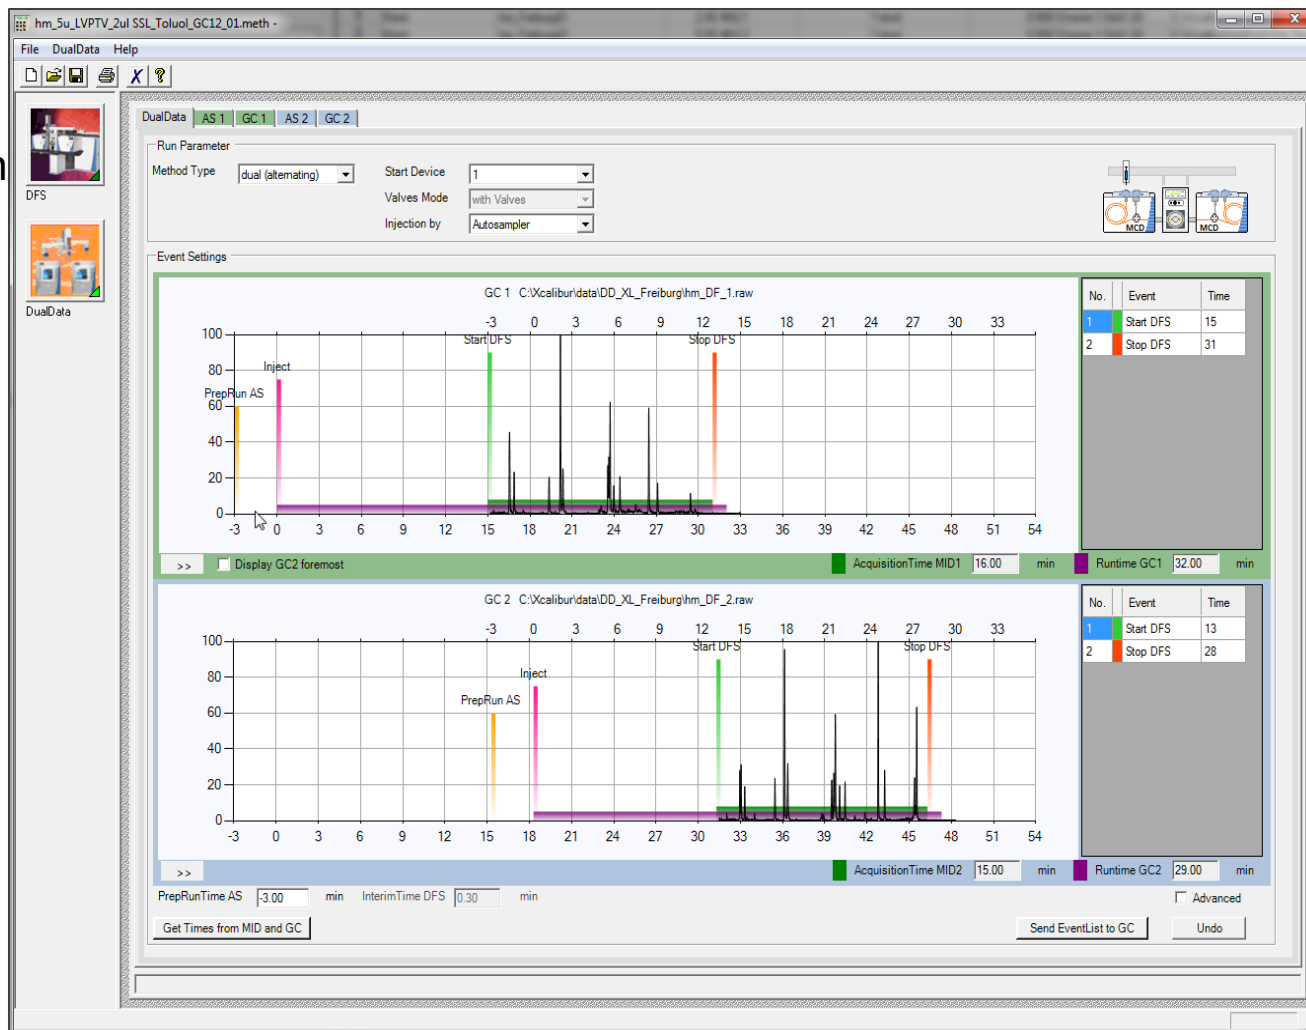 hm_5u_LVPTV_2ul SSL_Toluol_GC12_01.meth -
File DualData Help
DFS
DualData
DualData AS 1 GC 1 AS 2 GC 2
Run Parameter
Method Type dual (alternating) Start Device 1
Valves Mode with Valves
Injection by Autosampler
MCD MCD
Event Settings
GC 1 C:\Xcalibur\data\DD_XL_Freiburg\hm_DF_1.raw
-3 0 3 6 9 12 15 18 21 24 27 30 33
100
80
60
40
20
0
Start DFS Stop DFS
Inject
PrepRun AS
-3 0 3 6 9 12 15 18 21 24 27 30 33 36 39 42 45 48 51 54
No. Event Time
1 Start DFS 15
2 Stop DFS 31
>> Display GC2 foremost AcquisitionTime MID1 16.00 min Runtime GC1 32.00 min
GC 2 C:\Xcalibur\data\DD_XL_Freiburg\hm_DF_2.raw
-3 0 3 6 9 12 15 18 21 24 27 30 33
100
80
60
40
20
0
Start DFS Stop DFS
Inject
PrepRun AS
-3 0 3 6 9 12 15 18 21 24 27 30 33 36 39 42 45 48 51 54
No. Event Time
1 Start DFS 13
2 Stop DFS 28
>> AcquisitionTime MID2 15.00 min Runtime GC2 29.00 min
PrepRunTime AS -3.00 min InterimTime DFS 0.30 min Advanced
Get Times from MID and GC Send EventList to GC Undo